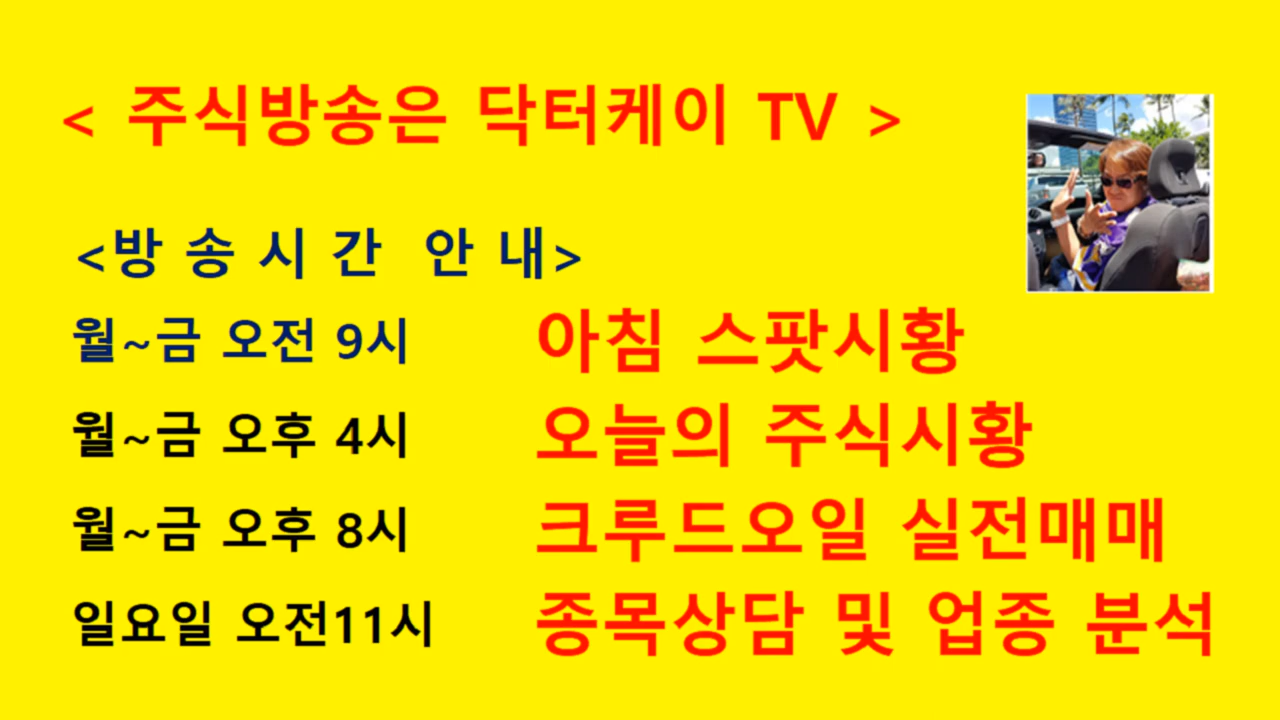 < 주식방송은 닥터케이 TV >
<방 송 시 간 안 내>
월~금 오전 9시 아침 스팟시황
월~금 오후 4시 오늘의 주식시황
월~금 오후 8시 크루드오일 실전매매
일요일 오전11시 종목상담 및 업종 분석